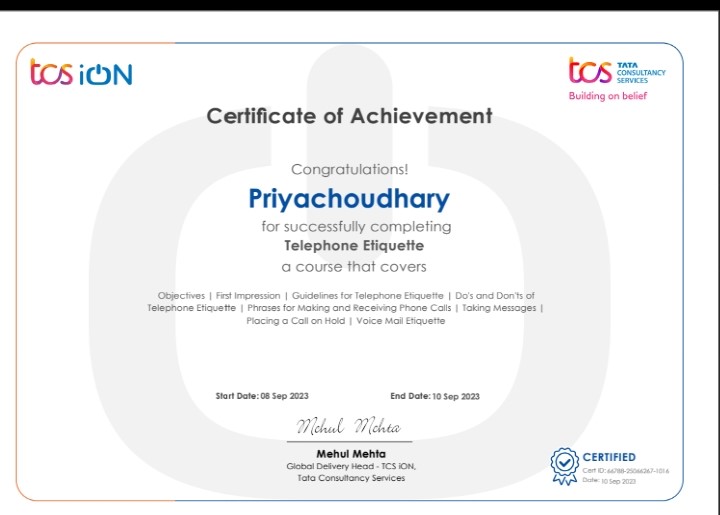 tcs iON
tcs TATA
CONSULTANCY
SERVICES
Building on belief
Certificate of Achievement
Congratulations!
Priyachoudhary
for successfully completing
Telephone Etiquette
a course that covers
Objectives | First Impression | Guidelines for Telephone Etiquette | Do's and Don'ts of
Telephone Etiquette | Phrases for Making and Receiving Phone Calls | Taking Messages |
Placing a Call on Hold | Voice Mail Etiquette
Start Date: 08 Sep 2023 End Date: 10 Sep 2023
Mehul Mehta
Mehul Mehta
Global Delivery Head - TCS iON,
Tata Consultancy Services
CERTIFIED
Cert ID: 66788-25066267-1016
Date: 10 Sep 2023